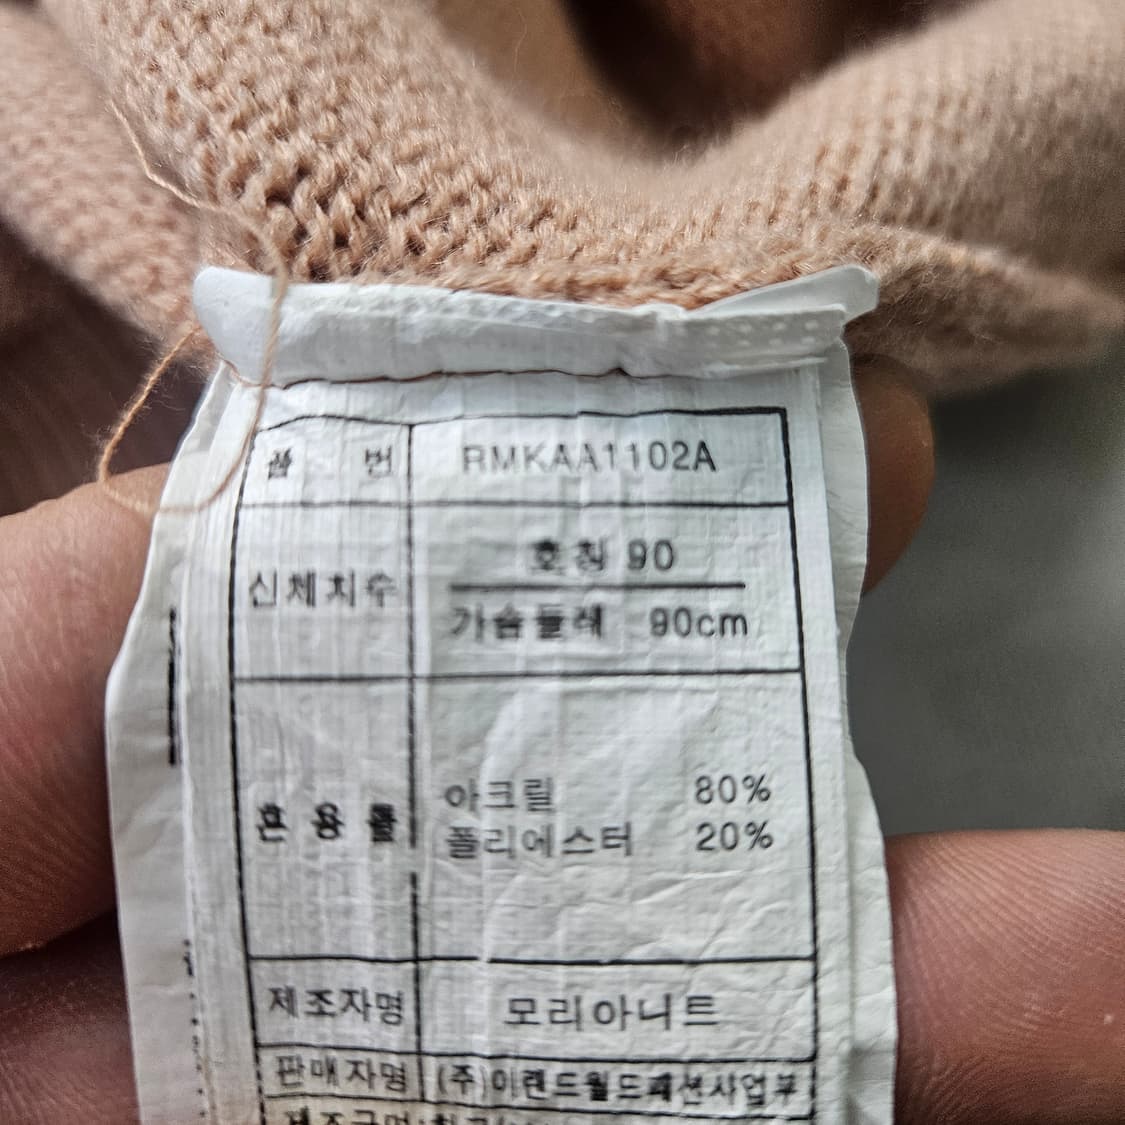 품 번 RMKAA1102A
신체치수
호칭 90
가슴둘레 90cm
혼용률
아크릴 80%
폴리에스터 20%
제조자명 모리아니트
판매자명 (주)이랜드월드패션사업부